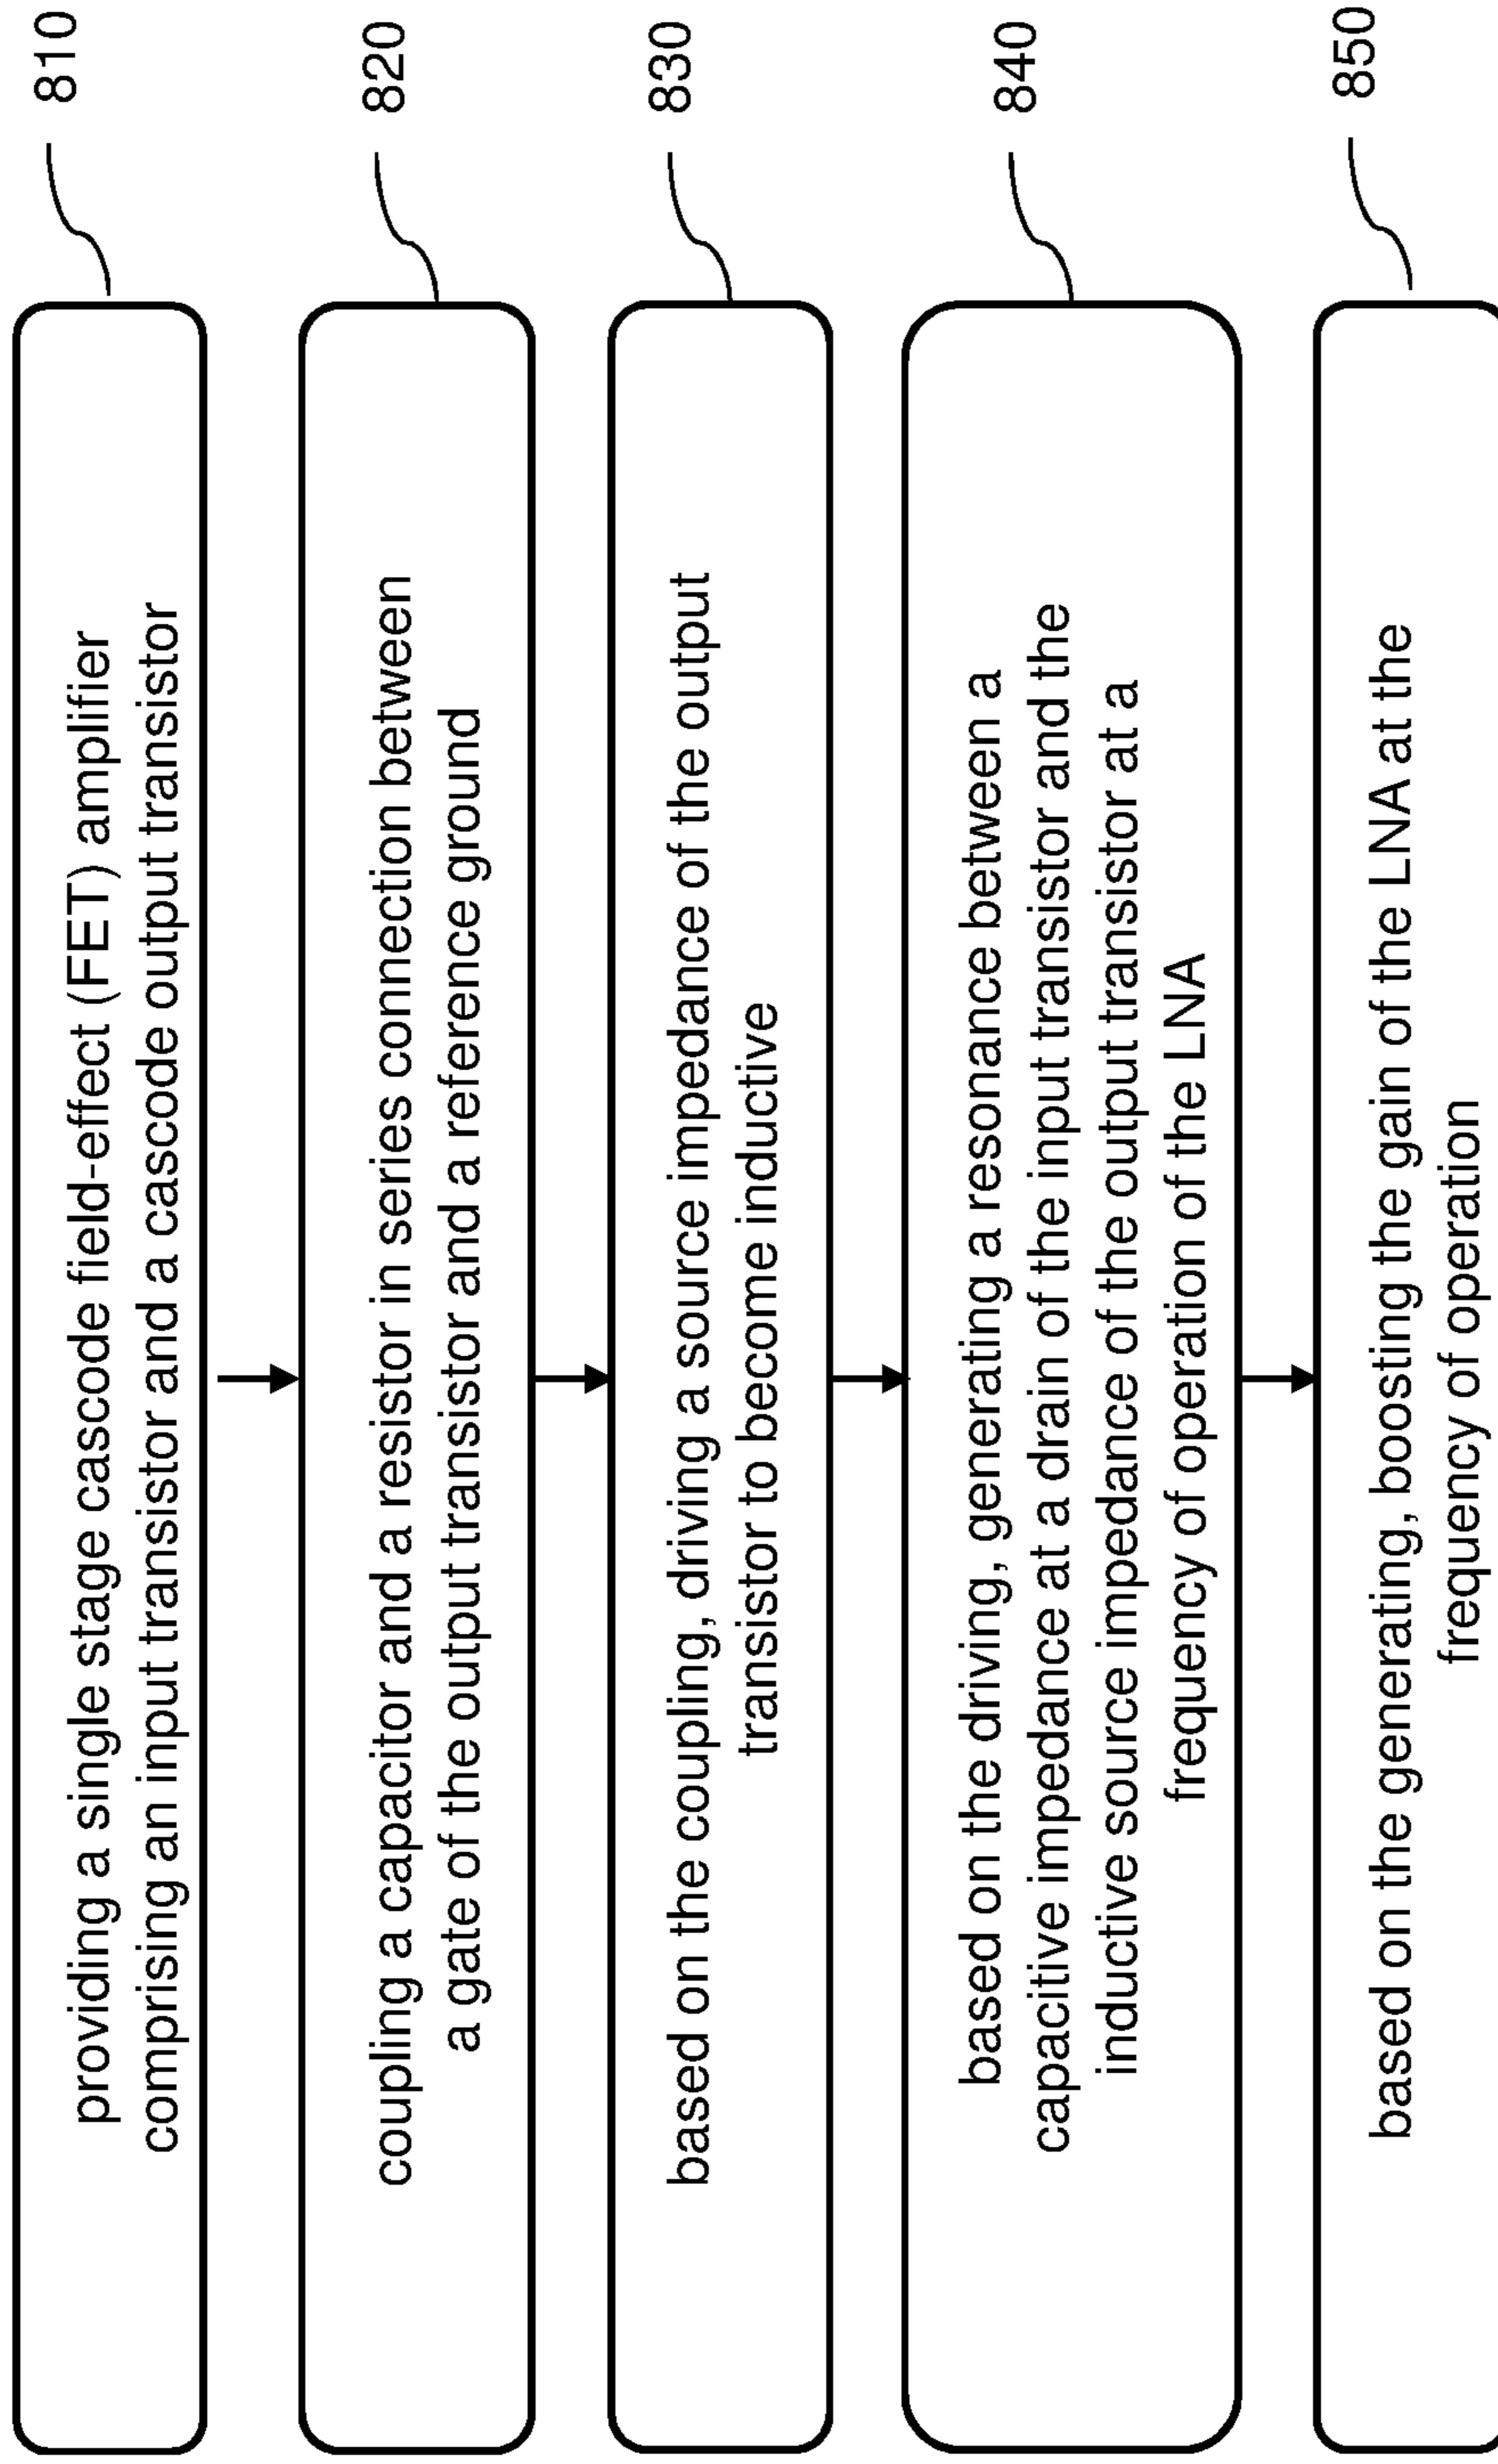 810
providing a single stage cascode field-effect (FET) amplifier
comprising an input transistor and a cascode output transistor
820
coupling a capacitor and a resistor in series connection between
a gate of the output transistor and a reference ground
830
based on the coupling, driving a source impedance of the output
transistor to become inductive
840
based on the driving, generating a resonance between a
capacitive impedance at a drain of the input transistor and the
inductive source impedance of the output transistor at a
frequency of operation of the LNA
850
based on the generating, boosting the gain of the LNA at the
frequency of operation